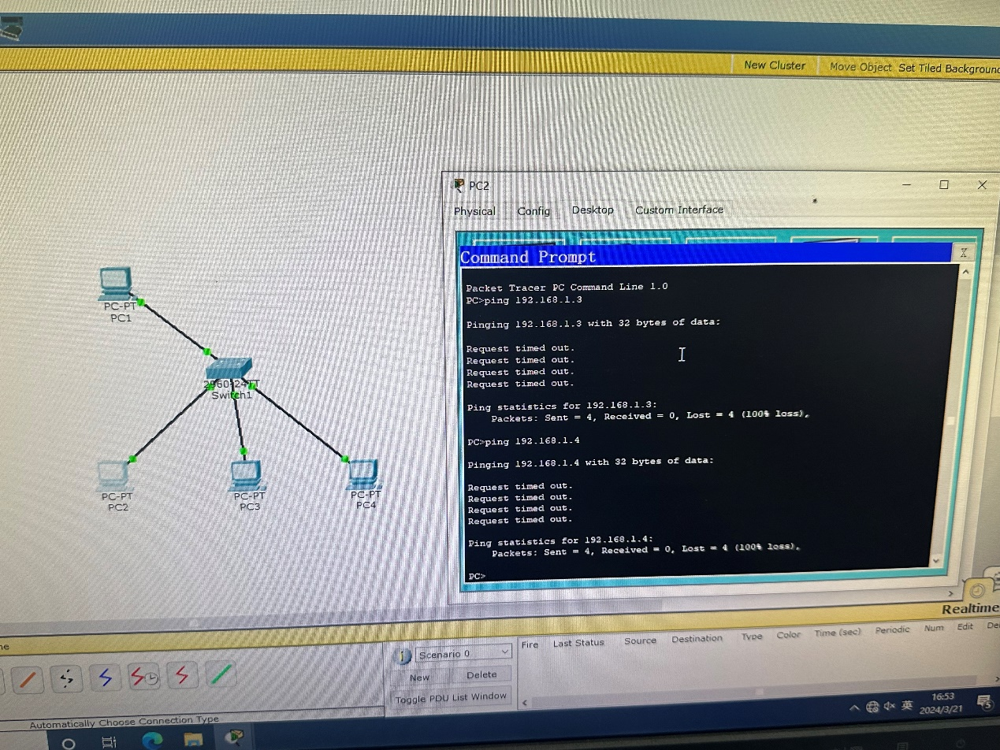 New Cluster Move Object Set Tiled Background
PC2
Physical Config Desktop Custom Interface
Command Prompt X
Packet Tracer PC Command Line 1.0
PC>ping 192.168.1.3
Pinging 192.168.1.3 with 32 bytes of data:
Request timed out.
Request timed out.
Request timed out.
Request timed out.
Ping statistics for 192.168.1.3:
Packets: Sent = 4, Received = 0, Lost = 4 (100% loss),
PC>ping 192.168.1.4
Pinging 192.168.1.4 with 32 bytes of data:
Request timed out.
Request timed out.
Request timed out.
Request timed out.
Ping statistics for 192.168.1.4:
Packets: Sent = 4, Received = 0, Lost = 4 (100% loss),
PC>
PC-PT
PC1
2960-24TT
Switch1
PC-PT
PC2
PC-PT
PC3
PC-PT
PC4
Realtime
Scenario 0
New Delete
Toggle PDU List Window
Fire Last Status Source Destination Type Color Time (sec) Periodic Num Edit
Automatically Choose Connection Type
英
16:53
2024/3/21
5